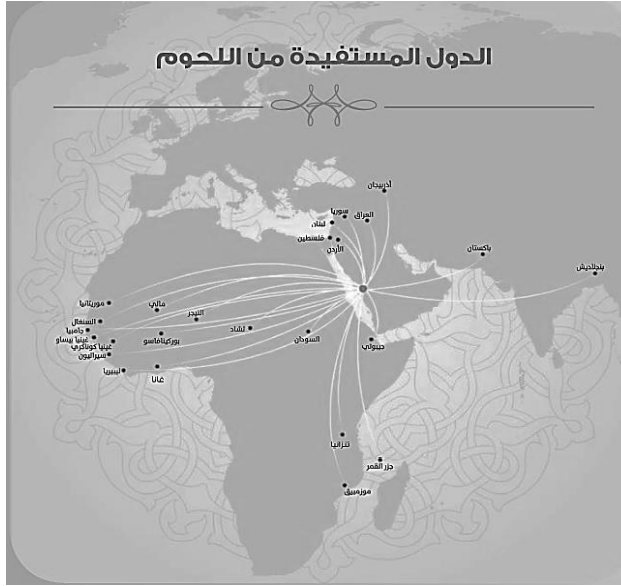 الدول المستفيدة من اللحوم
أذربيجان
سوريا
العراق
لبنان
فلسطين
الأردن
باكستان
بنجلاديش
موريتانيا
مالي
النيجر
السنغال
جامبيا
غينيا بيساو
غينيا كوناكري
سيراليون
بوركينافاسو
تشاد
السودان
جيبوتي
ليبيريا
غانا
تنزانيا
جزر القمر
موزمبيق